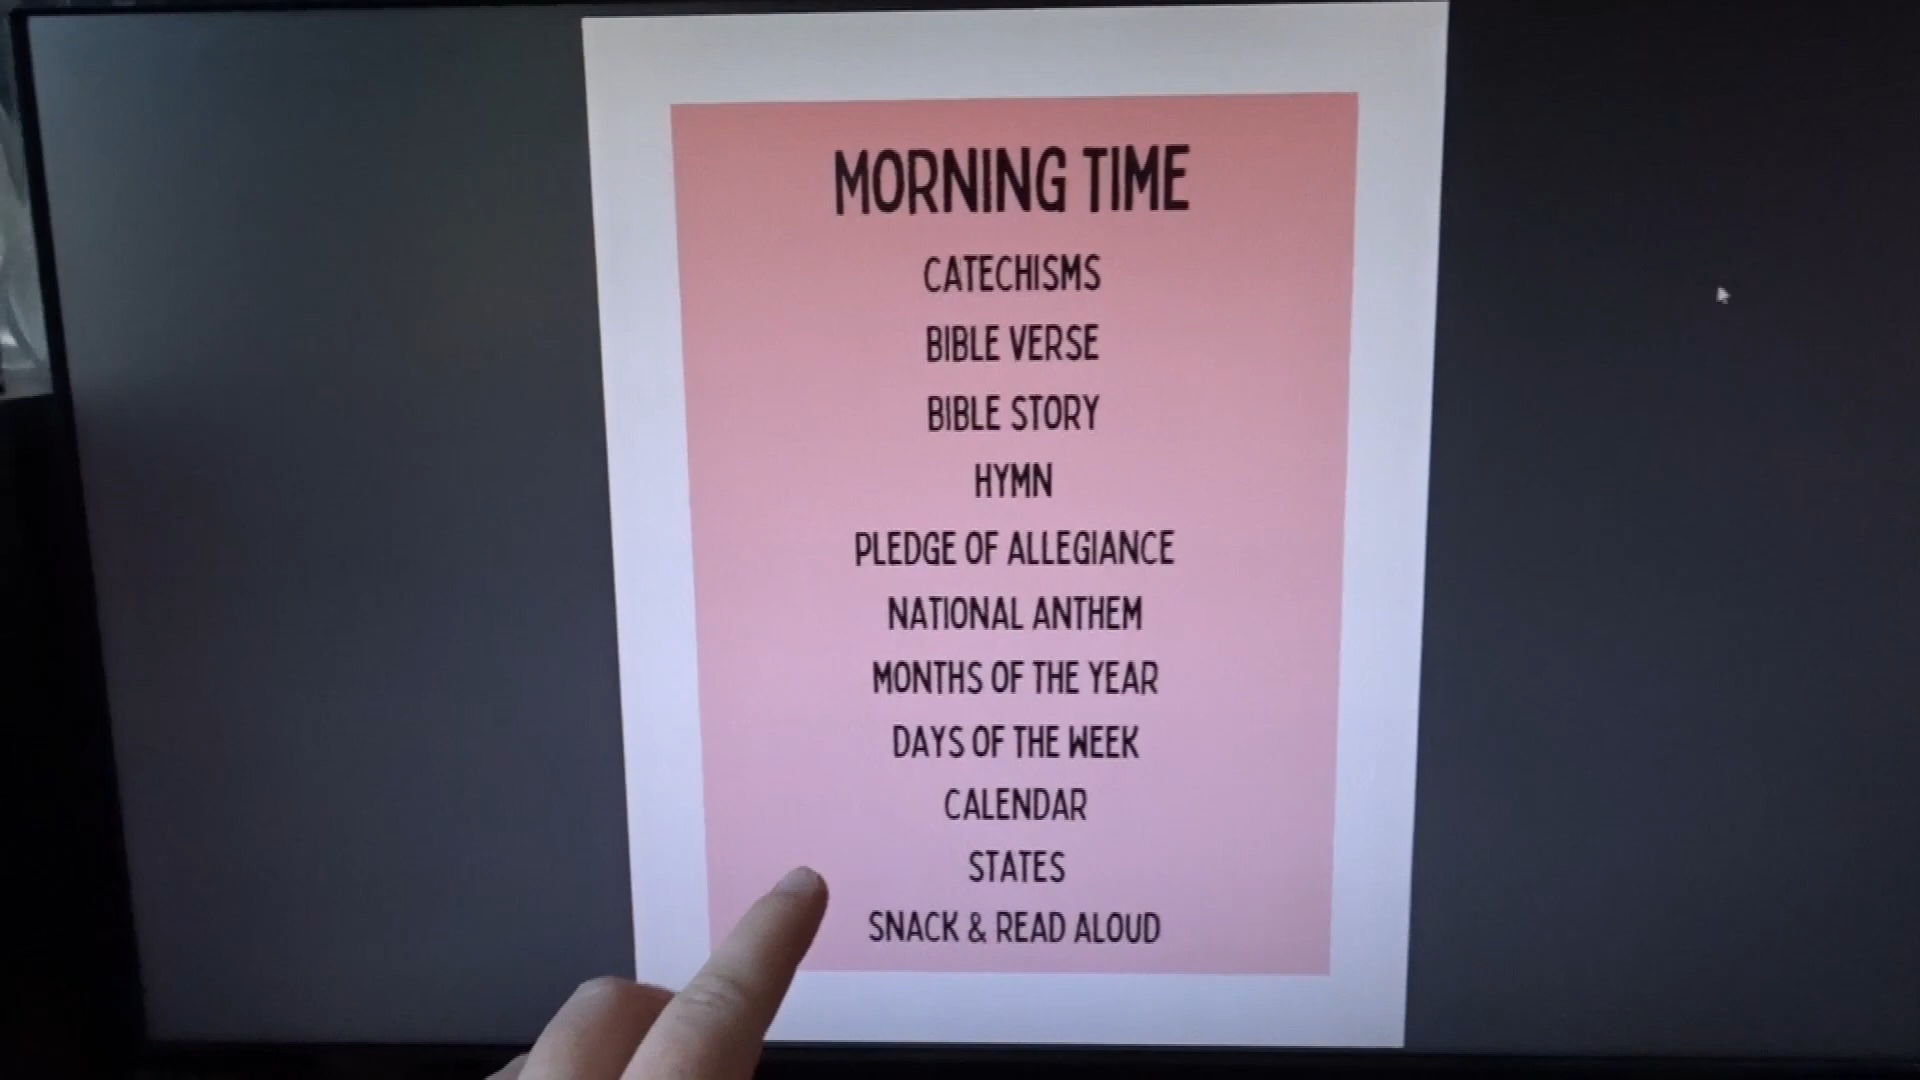 MORNING TIME
CATECHISMS
BIBLE VERSE
BIBLE STORY
HYMN
PLEDGE OF ALLEGIANCE
NATIONAL ANTHEM
MONTHS OF THE YEAR
DAYS OF THE WEEK
CALENDAR
STATES
SNACK & READ ALOUD